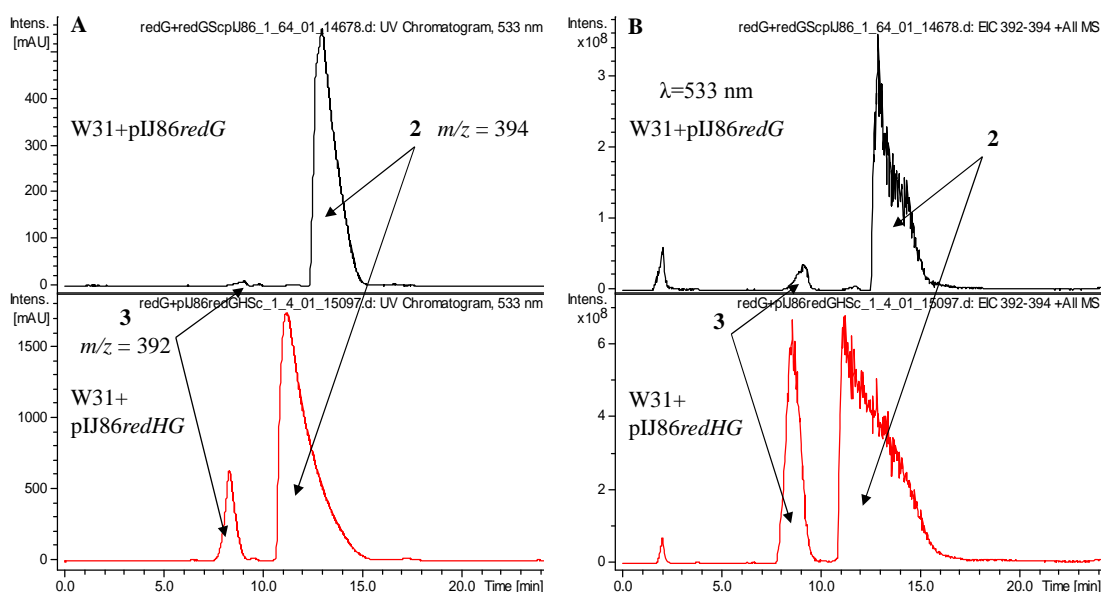 A
Intens.
[mAU]
redG+redGScpIJ86_1_64_01_14678.d: UV Chromatogram, 533 nm
400
300
200
100
0
W31+pIJ86redG
2 m/z = 394
Intens.
[mAU]
redG+pIJ86redGHSc_1_4_01_15097.d: UV Chromatogram, 533 nm
3
m/z = 392
1500
1000
500
0
W31+
pIJ86redHG
0.0 5.0 10.0 15.0 20.0 Time [min]
B
Intens.
x10⁸
redG+redGScpIJ86_1_64_01_14678.d: EIC 392-394 +All MS
3
2
1
0
λ=533 nm
W31+pIJ86redG
2
Intens.
x10⁸
redG+pIJ86redGHSc_1_4_01_15097.d: EIC 392-394 +All MS
3
6
4
2
0
W31+
pIJ86redHG
0.0 5.0 10.0 15.0 20.0 Time [min]